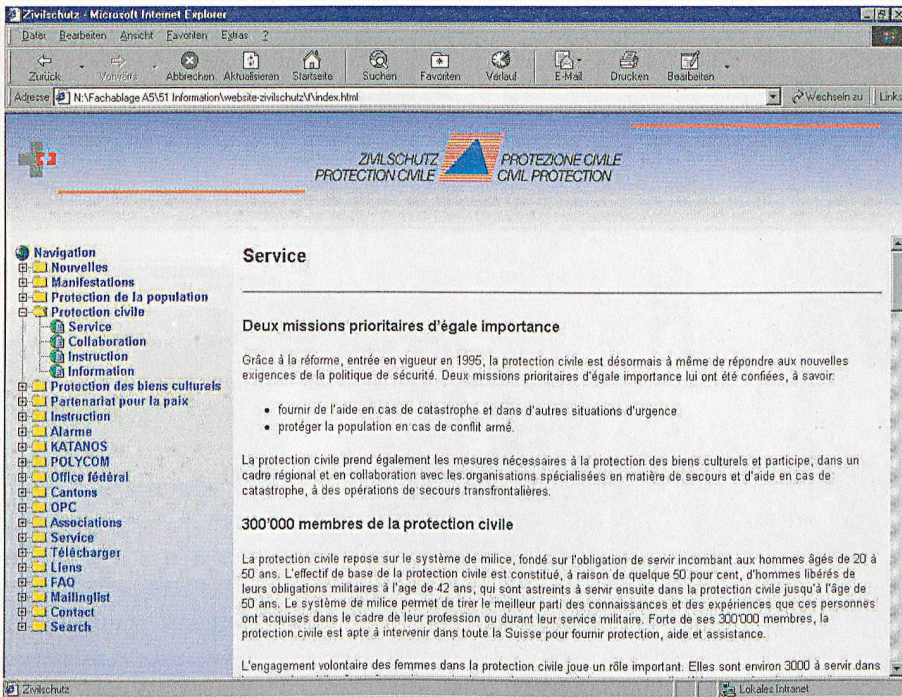 Zivilschutz - Microsoft Internet Explorer
Datei Bearbeiten Ansicht Favoriten Extras ?
Zurück Vorwärts Abbrechen Aktualisieren Startseite Suchen Favoriten Verlauf E-Mail Drucken Bearbeiten
Adresse N:\Fachablage A5\51 Information\website-zivilschutz\f\index.html Wechseln zu Links
ZIVILSCHUTZ PROTEZIONE CIVILE
PROTECTION CIVILE CIVIL PROTECTION
Navigation
Nouvelles
Manifestations
Protection de la population
Protection civile
Service
Collaboration
Instruction
Information
Protection des biens culturels
Partenariat pour la paix
Instruction
Alarme
KATANOS
POLYCOM
Office fédéral
Cantons
OPC
Associations
Service
Télécharger
Liens
FAQ
Mailinglist
Contact
Search
Service
Deux missions prioritaires d'égale importance
Grâce à la réforme, entrée en vigueur en 1995, la protection civile est désormais à même de répondre aux nouvelles
exigences de la politique de sécurité. Deux missions prioritaires d'égale importance lui ont été confiées, à savoir:
• fournir de l'aide en cas de catastrophe et dans d'autres situations d'urgence
• protéger la population en cas de conflit armé.
La protection civile prend également les mesures nécessaires à la protection des biens culturels et participe, dans un
cadre régional et en collaboration avec les organisations spécialisées en matière de secours et d'aide en cas de
catastrophe, à des opérations de secours transfrontalières.
300'000 membres de la protection civile
La protection civile repose sur le système de milice, fondé sur l'obligation de servir incombant aux hommes âgés de 20 à
50 ans. L'effectif de base de la protection civile est constitué, à raison de quelque 50 pour cent, d'hommes libérés de
leurs obligations militaires à l'age de 42 ans, qui sont astreints à servir ensuite dans la protection civile jusqu'à l'âge de
50 ans. Le système de milice permet de tirer le meilleur parti des connaissances et des expériences que ces personnes
ont acquises dans le cadre de leur profession ou durant leur service militaire. Forte de ses 300'000 membres, la
protection civile est apte à intervenir dans toute la Suisse pour fournir protection, aide et assistance.
L'engagement volontaire des femmes dans la protection civile joue un rôle important. Elles sont environ 3000 à servir dans
Zivilschutz Lokales Intranet